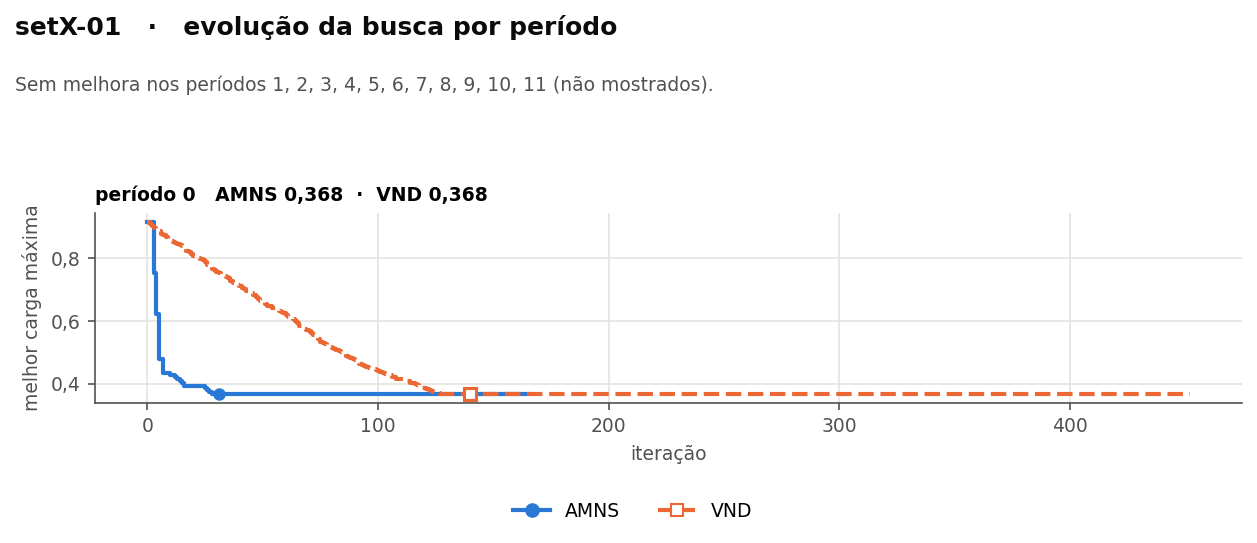 setX-01 · evolução da busca por período
Sem melhora nos períodos 1, 2, 3, 4, 5, 6, 7, 8, 9, 10, 11 (não mostrados).
período 0 AMNS 0,368 · VND 0,368
melhor carga máxima
0,8
0,6
0,4
0 100 200 300 400
iteração
AMNS VND